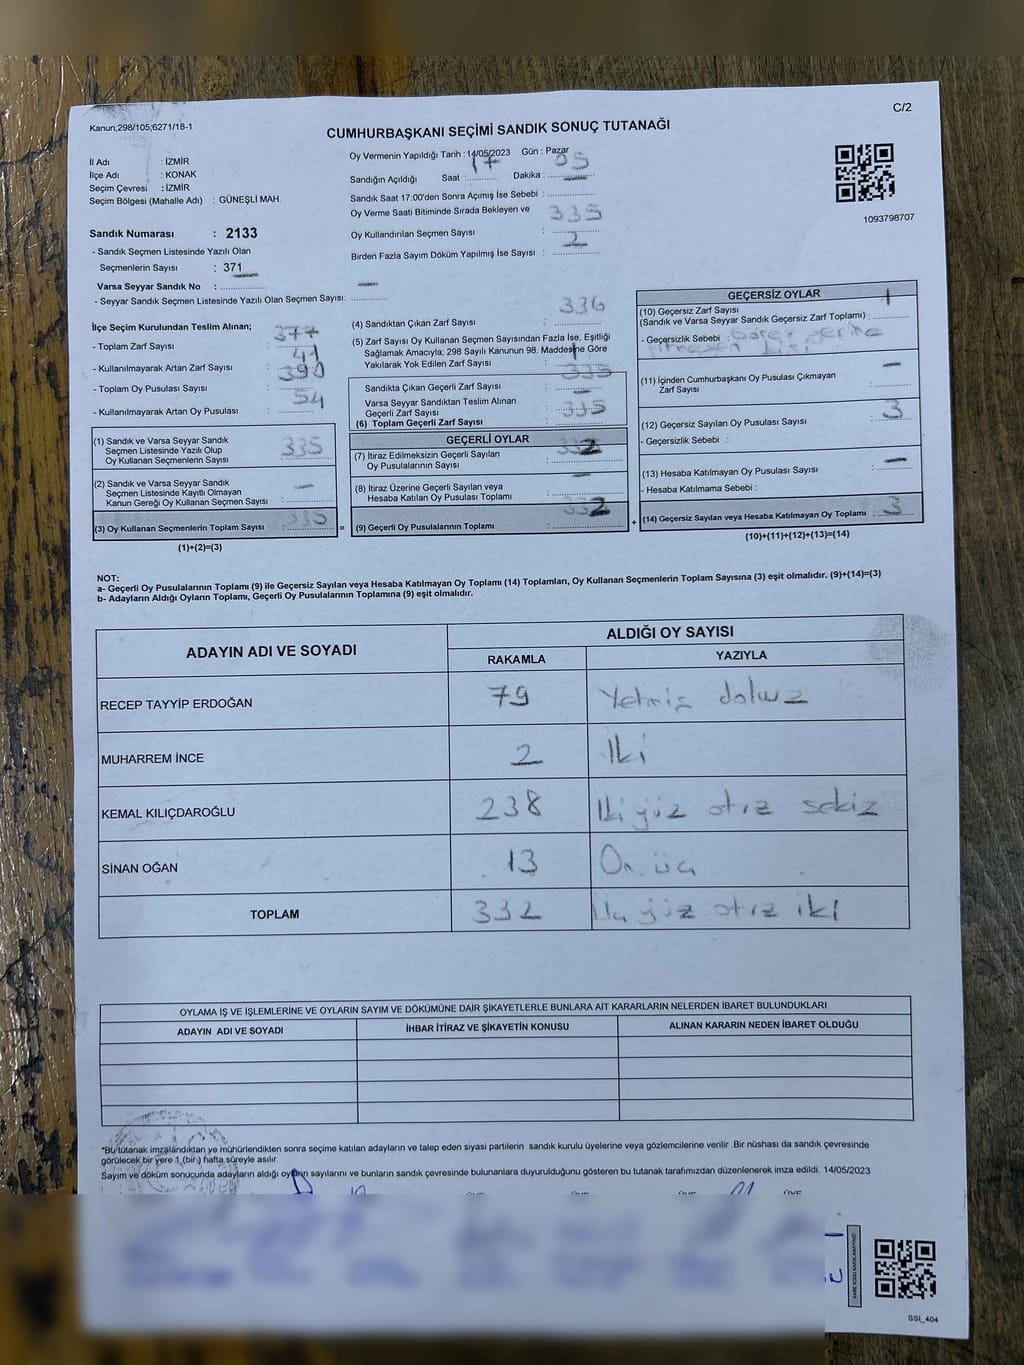 C/2
Kanun;298/105;6271/18-1
CUMHURBAŞKANI SEÇİMİ SANDIK SONUÇ TUTANAĞI
İl Adı : İZMİR
İlçe Adı : KONAK
Seçim Çevresi : İZMİR
Seçim Bölgesi (Mahalle Adı) : GÜNEŞLİ MAH.
Sandık Numarası : 2133
- Sandık Seçmen Listesinde Yazılı Olan
Seçmenlerin Sayısı : 371
Varsa Seyyar Sandık No :
- Seyyar Sandık Seçmen Listesinde Yazılı Olan Seçmen Sayısı:
Oy Vermenin Yapıldığı Tarih : 14/05/2023 Gün : Pazar
Sandığın Açıldığı Saat : 17 Dakika : 05
Sandık Saat 17:00'den Sonra Açımış İse Sebebi :
Oy Verme Saati Bitiminde Sırada Bekleyen ve
Oy Kullandırılan Seçmen Sayısı : 335
Birden Fazla Sayım Döküm Yapılmış İse Sayısı : 2
1093798707
İlçe Seçim Kurulundan Teslim Alınan;
- Toplam Zarf Sayısı : 377
- Kullanılmayarak Artan Zarf Sayısı : 41
- Toplam Oy Pusulası Sayısı : 390
- Kullanılmayarak Artan Oy Pusulası : 54
(1) Sandık ve Varsa Seyyar Sandık
Seçmen Listesinde Yazılı Olup
Oy Kullanan Seçmenlerin Sayısı : 335
(2) Sandık ve Varsa Seyyar Sandık
Seçmen Listesinde Kayıtlı Olmayan
Kanun Gereği Oy Kullanan Seçmen Sayısı : —
(3) Oy Kullanan Seçmenlerin Toplam Sayısı : 335
(1)+(2)=(3)
=
(4) Sandıktan Çıkan Zarf Sayısı : 336
(5) Zarf Sayısı Oy Kullanan Seçmen Sayısından Fazla İse, Eşitliği
Sağlamak Amacıyla; 298 Sayılı Kanunun 98. Maddesine Göre
Yakılarak Yok Edilen Zarf Sayısı : 1
Sandıkta Çıkan Geçerli Zarf Sayısı : 335
Varsa Seyyar Sandıktan Teslim Alınan
Geçerli Zarf Sayısı : —
(6) Toplam Geçerli Zarf Sayısı : 335
GEÇERLİ OYLAR
(7) İtiraz Edilmeksizin Geçerli Sayılan
Oy Pusulalarının Sayısı : 332
(8) İtiraz Üzerine Geçerli Sayılan veya
Hesaba Katılan Oy Pusulası Toplamı : —
(9) Geçerli Oy Pusulalarının Toplamı : 332
+
GEÇERSİZ OYLAR
(10) Geçersiz Zarf Sayısı
(Sandık ve Varsa Seyyar Sandık Geçersiz Zarf Toplamı) : 1
- Geçersizlik Sebebi :
(11) İçinden Cumhurbaşkanı Oy Pusulası Çıkmayan
Zarf Sayısı : —
(12) Geçersiz Sayılan Oy Pusulası Sayısı : 3
- Geçersizlik Sebebi :
(13) Hesaba Katılmayan Oy Pusulası Sayısı : —
- Hesaba Katılmama Sebebi :
(14) Geçersiz Sayılan veya Hesaba Katılmayan Oy Toplamı : 3
(10)+(11)+(12)+(13)=(14)
NOT:
a- Geçerli Oy Pusulalarının Toplamı (9) ile Geçersiz Sayılan veya Hesaba Katılmayan Oy Toplamı (14) Toplamları, Oy Kullanan Seçmenlerin Toplam Sayısına (3) eşit olmalıdır. (9)+(14)=(3)
b- Adayların Aldığı Oyların Toplamı, Geçerli Oy Pusulalarının Toplamına (9) eşit olmalıdır.
ADAYIN ADI VE SOYADI
ALDIĞI OY SAYISI
RAKAMLA YAZIYLA
RECEP TAYYİP ERDOĞAN 79 Yetmiş dokuz
MUHARREM İNCE 2 İki
KEMAL KILIÇDAROĞLU 238 İki yüz otuz sekiz
SİNAN OĞAN 13 On üç
TOPLAM 332 Üç yüz otuz iki
OYLAMA İŞ VE İŞLEMLERİNE VE OYLARIN SAYIM VE DÖKÜMÜNE DAİR ŞİKAYETLERLE BUNLARA AİT KARARLARIN NELERDEN İBARET BULUNDUKLARI
ADAYIN ADI VE SOYADI İHBAR İTİRAZ VE ŞİKAYETİN KONUSU ALINAN KARARIN NEDEN İBARET OLDUĞU
*Bu tutanak imzalandıktan ve mühürlendikten sonra seçime katılan adayların ve talep eden siyasi partilerin sandık kurulu üyelerine veya gözlemcilerine verilir .Bir nüshası da sandık çevresinde
görülecek bir yere 1 (bir) hafta süreyle asılır.
Sayım ve döküm sonucunda adayların aldığı oyların sayılarını ve bunların sandık çevresinde bulunanlara duyurulduğunu gösteren bu tutanak tarafımızdan düzenlenerek imza edildi. 14/05/2023
SSI_404